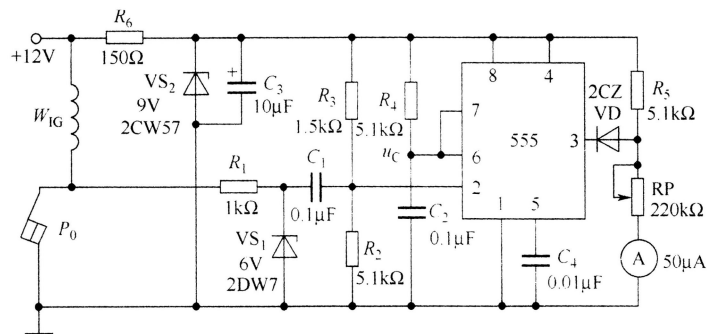 +12V
R6
150Ω
WIG
P0
VS2
9V
2CW57
+
C3
10μF
R3
1.5kΩ
R4
5.1kΩ
uC
R1
1kΩ
C1
0.1μF
VS1
6V
2DW7
R2
5.1kΩ
C2
0.1μF
8
4
7
6
2
555
3
1
5
C4
0.01μF
2CZ
VD
R5
5.1kΩ
RP
220kΩ
A
50μA